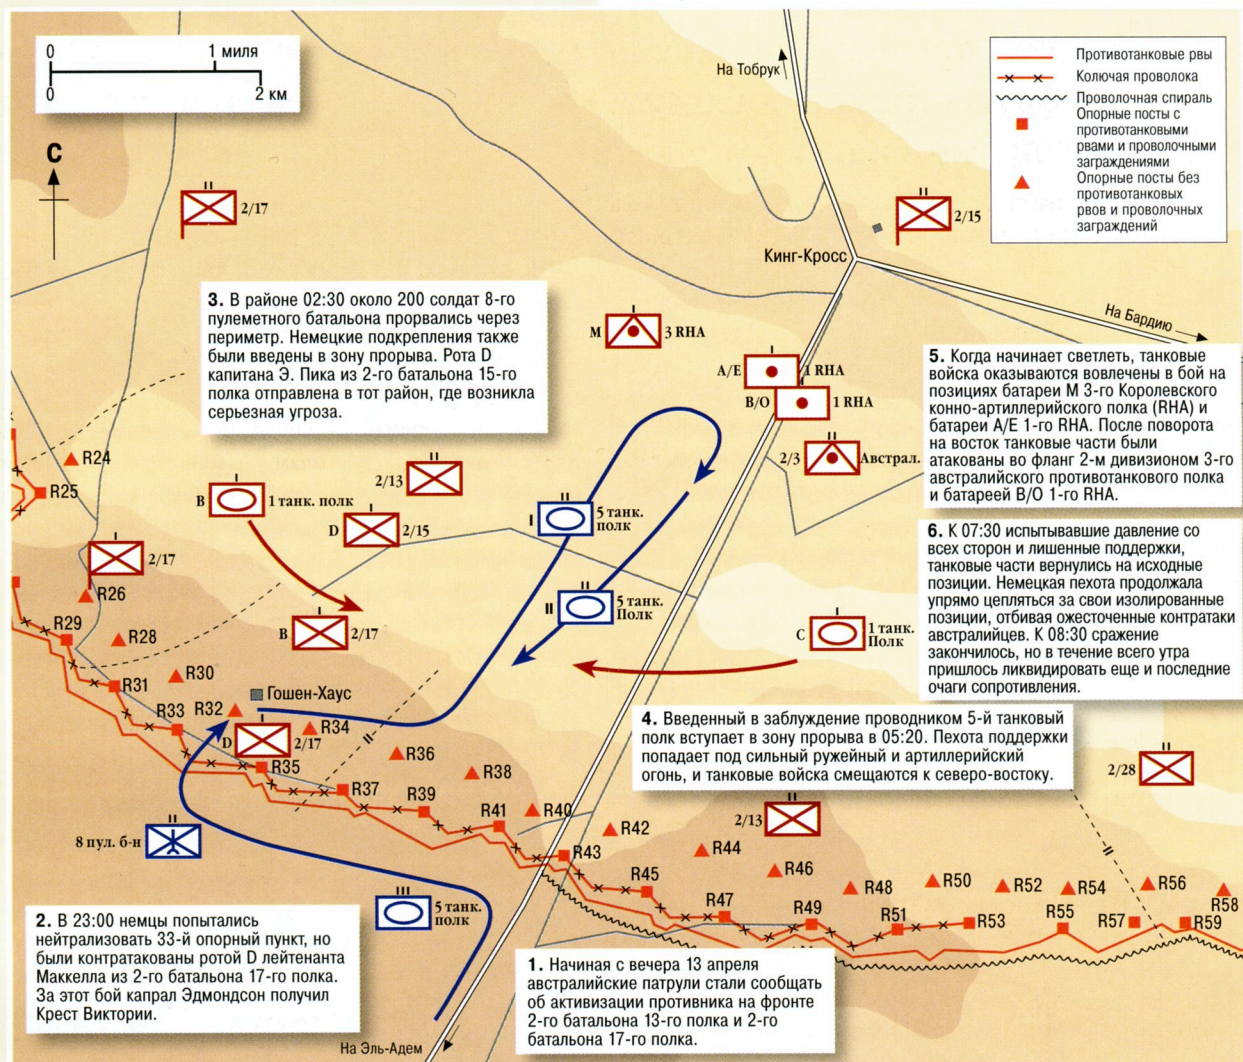 0
1 миля
0
2 км
С
На Тобрук
Противотанковые рвы
Колючая проволока
Проволочная спираль
Опорные посты с
противотанковыми
рвами и проволочными
заграждениями
Опорные посты без
противотанковых
рвов и проволочных
заграждений
II
2/17
II
2/15
Кинг-Кросс
На Бардию
3. В районе 02:30 около 200 солдат 8-го
пулеметного батальона прорвались через
периметр. Немецкие подкрепления также
были введены в зону прорыва. Рота D
капитана Э. Пика из 2-го батальона 15-го
полка отправлена в тот район, где возникла
серьезная угроза.
I
M
3 RHA
I
A/E
1 RHA
B/O
1 RHA
5. Когда начинает светлеть, танковые
войска оказываются вовлечены в бой на
позициях батареи М 3-го Королевского
конно-артиллерийского полка (RHA) и
батареи А/Е 1-го RHA. После поворота
на восток танковые части были
атакованы во фланг 2-м дивизионом 3-го
австралийского противотанкового полка
и батареей В/О 1-го RHA.
II
2/3
Австрал.
R24
R25
I
B
1 танк. полк
II
2/13
I
D
2/15
II
I
5 танк.
полк
6. К 07:30 испытывавшие давление со
всех сторон и лишенные поддержки,
танковые части вернулись на исходные
позиции. Немецкая пехота продолжала
упрямо цепляться за свои изолированные
позиции, отбивая ожесточенные контратаки
австралийцев. К 08:30 сражение
закончилось, но в течение всего утра
пришлось ликвидировать еще и последние
очаги сопротивления.
I
2/17
R26
II
II
5 танк.
Полк
I
B
2/17
I
C
1 танк.
Полк
R29
R28
R30
R31
Гошен-Хаус
R32
R33
R34
I
D
2/17
II
R35
R36
R37
R38
R39
R40
R41
R42
R43
4. Введенный в заблуждение проводником 5-й танковый
полк вступает в зону прорыва в 05:20. Пехота поддержки
попадает под сильный ружейный и артиллерийский
огонь, и танковые войска смещаются к северо-востоку.
II
2/28
II
2/13
II
II
8 пул. б-н
R44
R45
R46
R47
R48
R49
R50
R51
R52
R53
R54
R55
R56
R57
R58
R59
III
5 танк.
полк
2. В 23:00 немцы попытались
нейтрализовать 33-й опорный пункт, но
были контратакованы ротой D лейтенанта
Маккелла из 2-го батальона 17-го полка.
За этот бой капрал Эдмондсон получил
Крест Виктории.
1. Начиная с вечера 13 апреля
австралийские патрули стали сообщать
об активизации противника на фронте
2-го батальона 13-го полка и 2-го
батальона 17-го полка.
На Эль-Адем